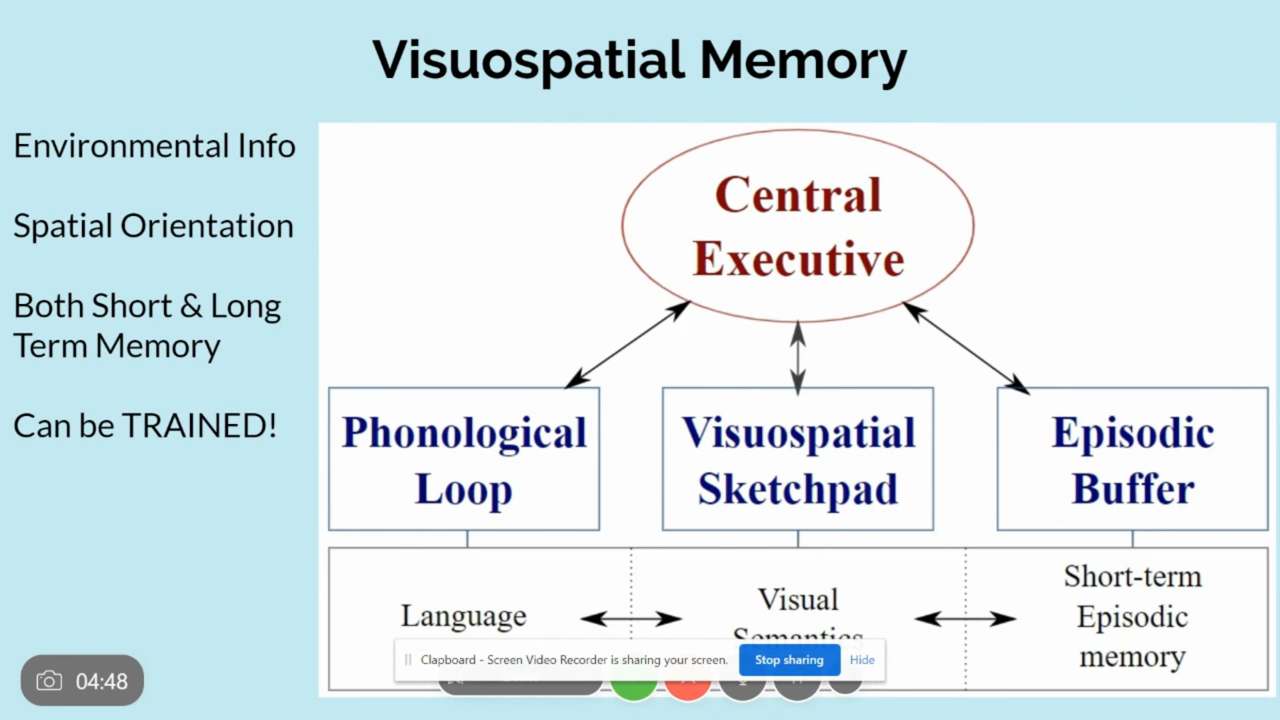 Visuospatial Memory
Environmental Info
Spatial Orientation
Both Short & Long
Term Memory
Can be TRAINED!
Central
Executive
Phonological
Loop
Visuospatial
Sketchpad
Episodic
Buffer
Language
Visual
Semantics
Short-term
Episodic
memory
Clapboard - Screen Video Recorder is sharing your screen.
Stop sharing
Hide
04:48